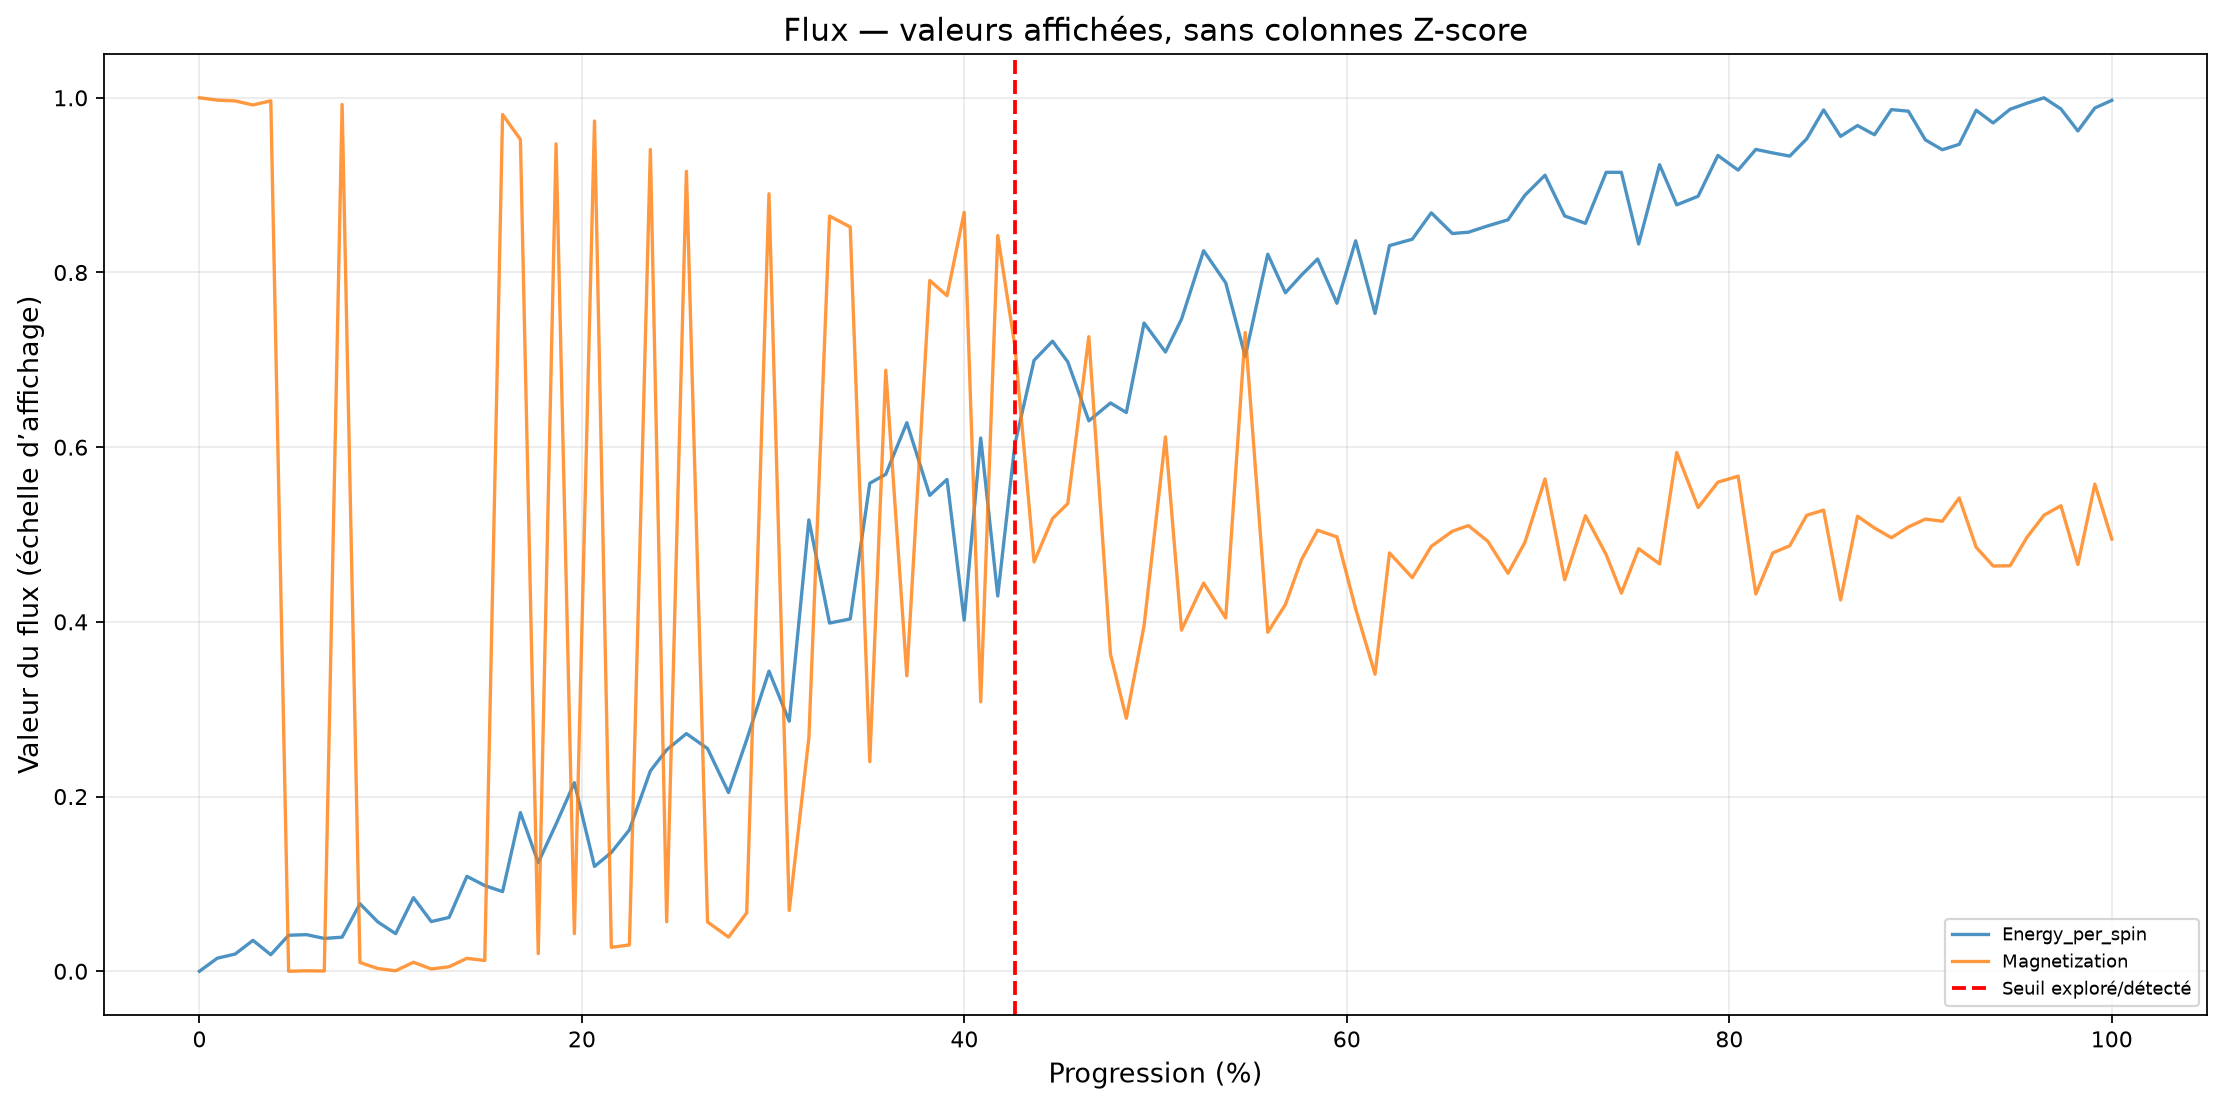 Flux — valeurs affichées, sans colonnes Z-score
Valeur du flux (échelle d’affichage)
1.0
0.8
0.6
0.4
0.2
0.0
0 20 40 60 80 100
Progression (%)
Energy_per_spin
Magnetization
Seuil exploré/détecté